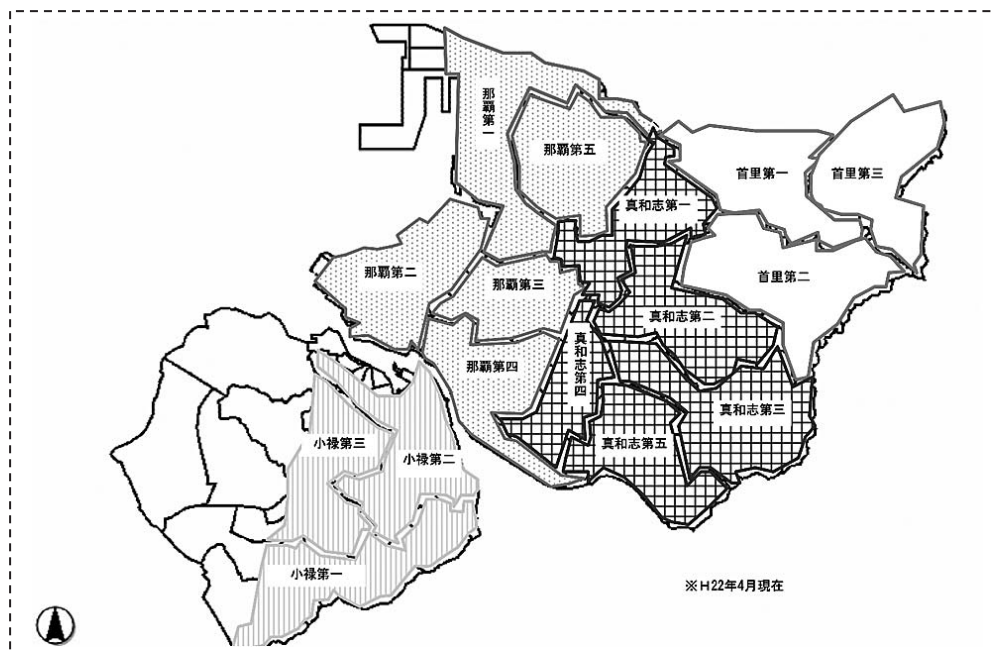 那覇第一
那覇第五
首里第一
首里第三
真和志第一
那覇第二
那覇第三
首里第二
真和志第二
真和志第四
那覇第四
真和志第三
真和志第五
小禄第三
小禄第二
小禄第一
※H22年4月現在